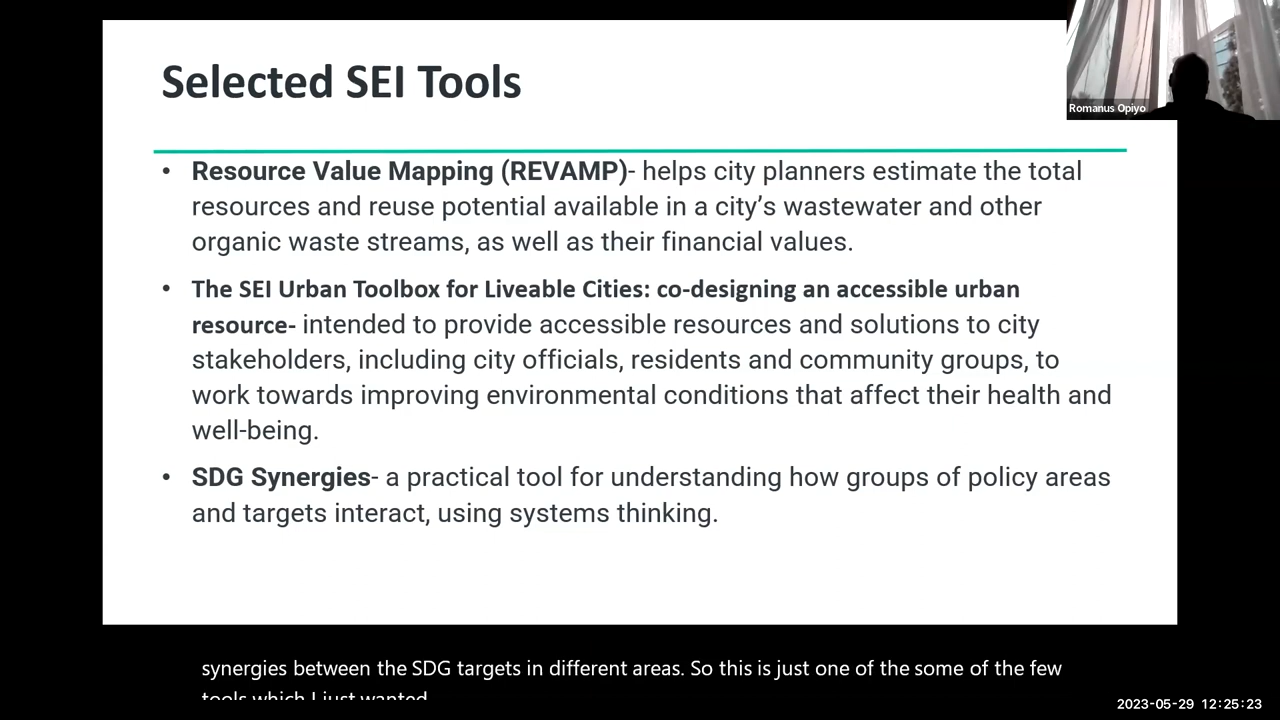 Selected SEI Tools
Romanus Opiyo
• Resource Value Mapping (REVAMP)- helps city planners estimate the total
resources and reuse potential available in a city’s wastewater and other
organic waste streams, as well as their financial values.
• The SEI Urban Toolbox for Liveable Cities: co-designing an accessible urban
resource- intended to provide accessible resources and solutions to city
stakeholders, including city officials, residents and community groups, to
work towards improving environmental conditions that affect their health and
well-being.
• SDG Synergies- a practical tool for understanding how groups of policy areas
and targets interact, using systems thinking.
synergies between the SDG targets in different areas. So this is just one of the some of the few
tools which I just wanted
2023-05-29 12:25:23